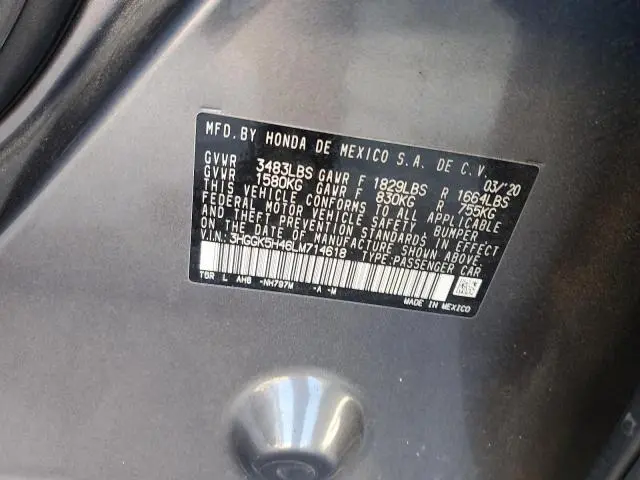 MFD. BY HONDA DE MEXICO S.A. DE C.V. 03/'20
GVWR 3483LBS GAWR F 1829LBS R 1664LBS
GVWR 1580KG GAWR F 830KG R 755KG
THIS VEHICLE CONFORMS TO ALL APPLICABLE
FEDERAL MOTOR VEHICLE SAFETY, BUMPER,
AND THEFT PREVENTION STANDARDS IN EFFECT
ON THE DATE OF MANUFACTURE SHOWN ABOVE.
V.I.N.: 3HGGK5H46LM714618 TYPE:PASSENGER CAR
T5R L AHB -NH797M -A -M
MADE IN MEXICO